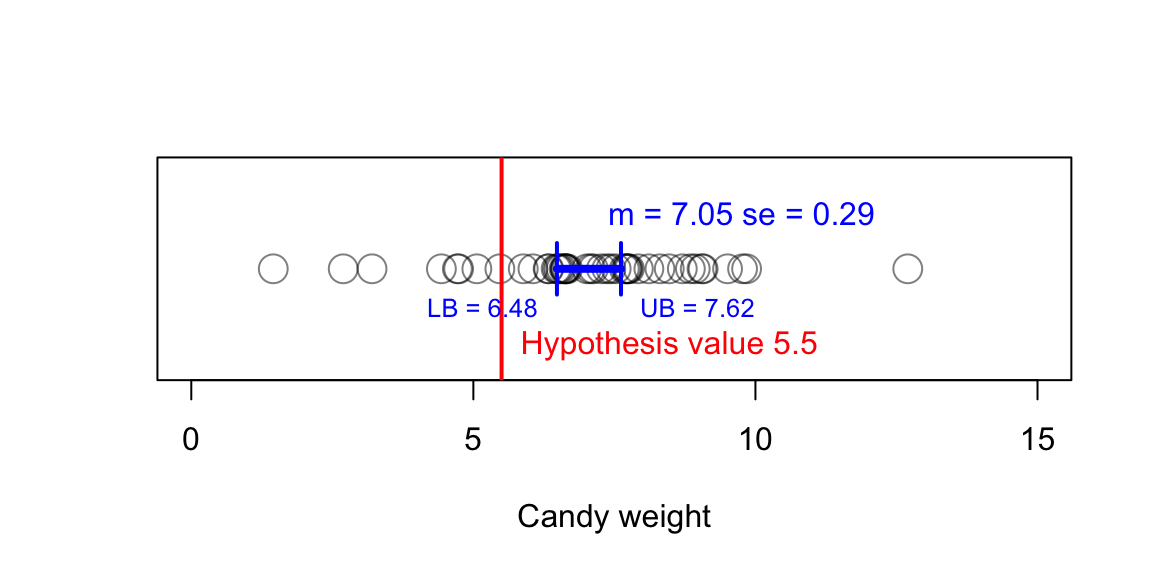 m = 7.05 se = 0.29
LB = 6.48 UB = 7.62
Hypothesis value 5.5
0 5 10 15
Candy weight